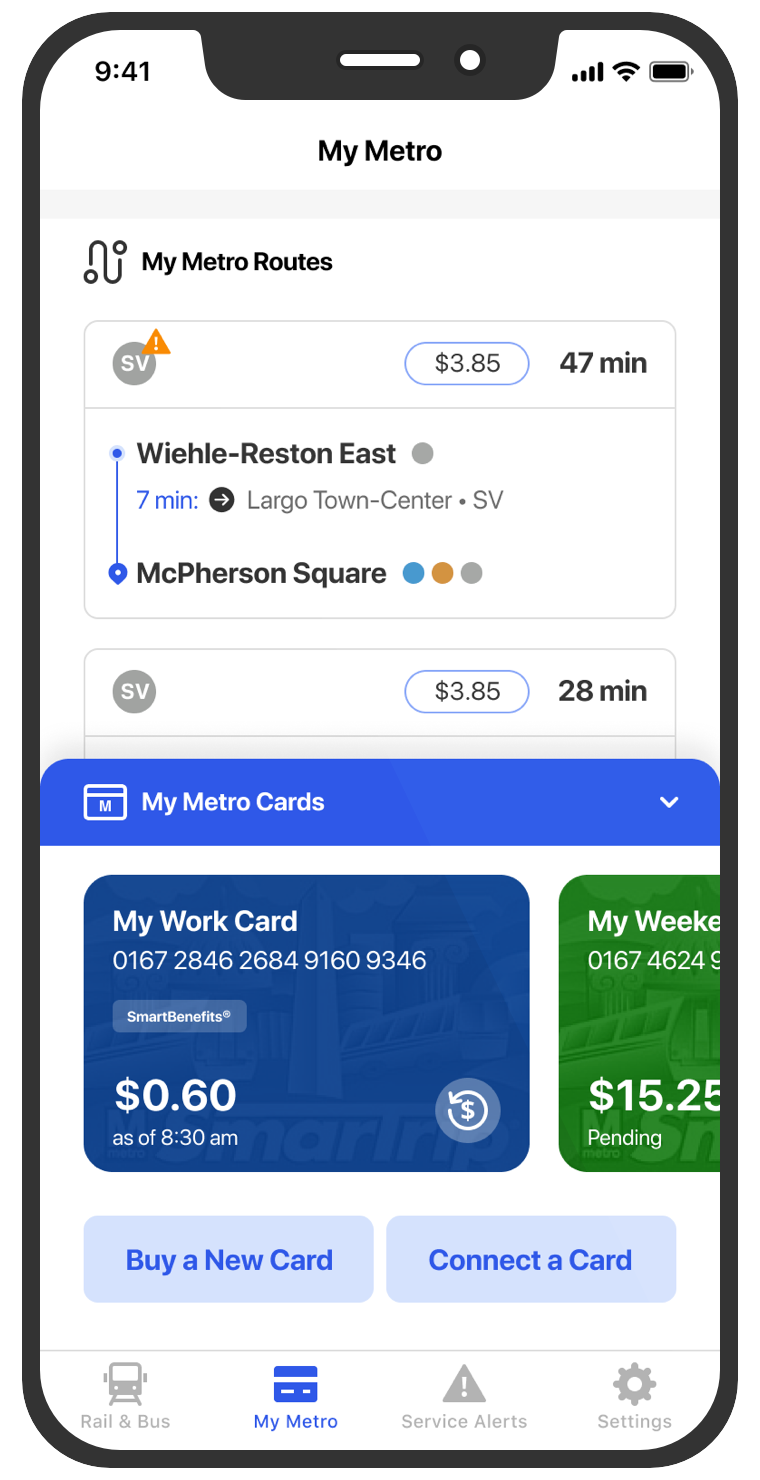 9:41
My Metro
My Metro Routes
SV $3.85 47 min
Wiehle-Reston East
7 min: Largo Town-Center • SV
McPherson Square
SV $3.85 28 min
M My Metro Cards
My Work Card
0167 2846 2684 9160 9346
SmartBenefits®
$0.60
as of 8:30 am
$
M SmarTrip
metro
My Weeke
0167 4624 9
$15.25
Pending
metro
Buy a New Card
Connect a Card
Rail & Bus
My Metro
Service Alerts
Settings